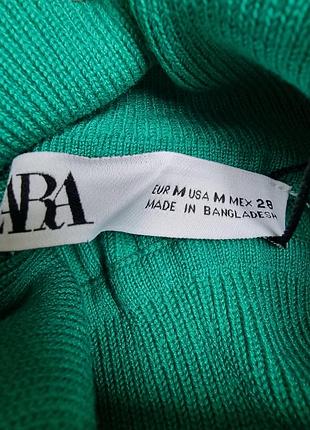 ZARA
EUR M USA M MEX 28
MADE IN BANGLADESH